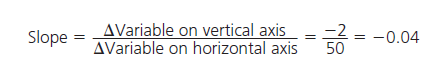 Slope = ΔVariable on vertical axis / ΔVariable on horizontal axis = −2 / 50 = −0.04